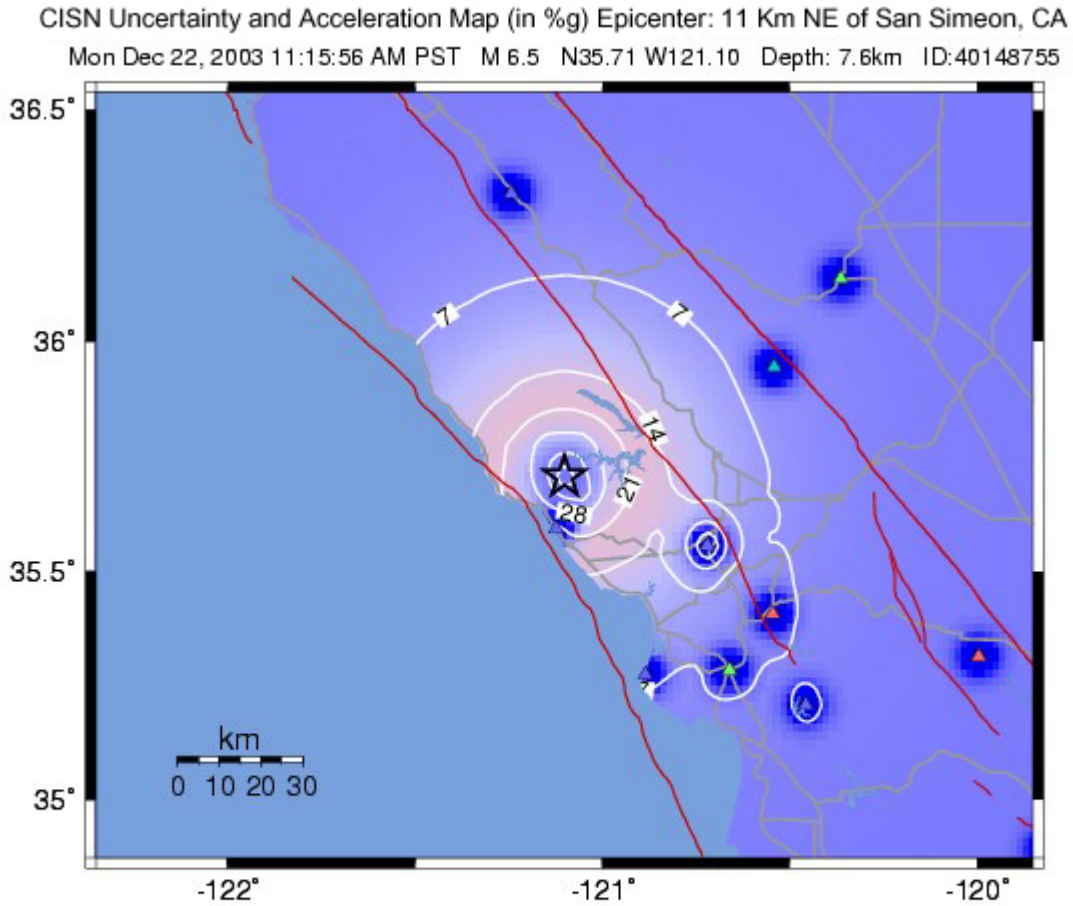 CISN Uncertainty and Acceleration Map (in %g) Epicenter: 11 Km NE of San Simeon, CA
Mon Dec 22, 2003 11:15:56 AM PST M 6.5 N35.71 W121.10 Depth: 7.6km ID:40148755
36.5°
7
7
36°
14
21
28
35.5°
km
0 10 20 30
35°
-122° -121° -120°